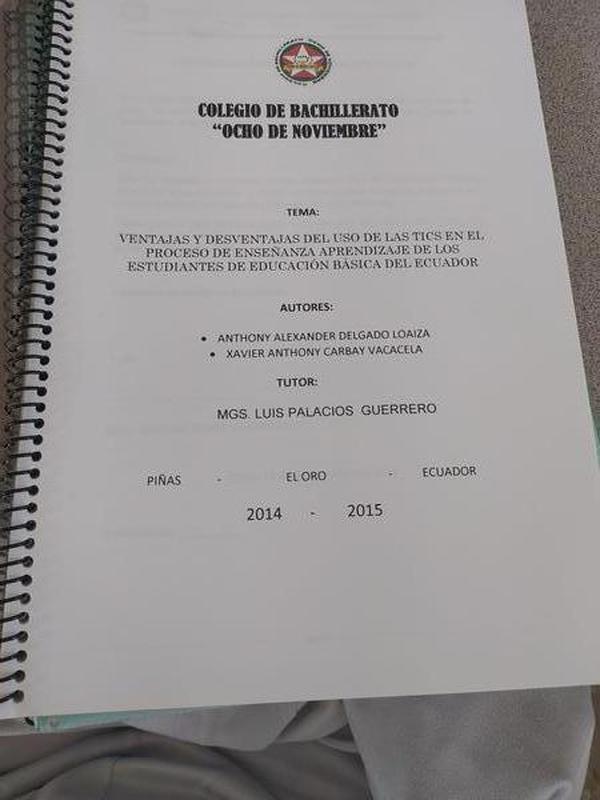 COLEGIO DE BACHILLERATO
“OCHO DE NOVIEMBRE”
TEMA:
VENTAJAS Y DESVENTAJAS DEL USO DE LAS TICS EN EL
PROCESO DE ENSEÑANZA APRENDIZAJE DE LOS
ESTUDIANTES DE EDUCACIÓN BÁSICA DEL ECUADOR
AUTORES:
• ANTHONY ALEXANDER DELGADO LOAIZA
• XAVIER ANTHONY CARBAY VACACELA
TUTOR:
MGS. LUIS PALACIOS GUERRERO
PIÑAS - EL ORO - ECUADOR
2014 - 2015